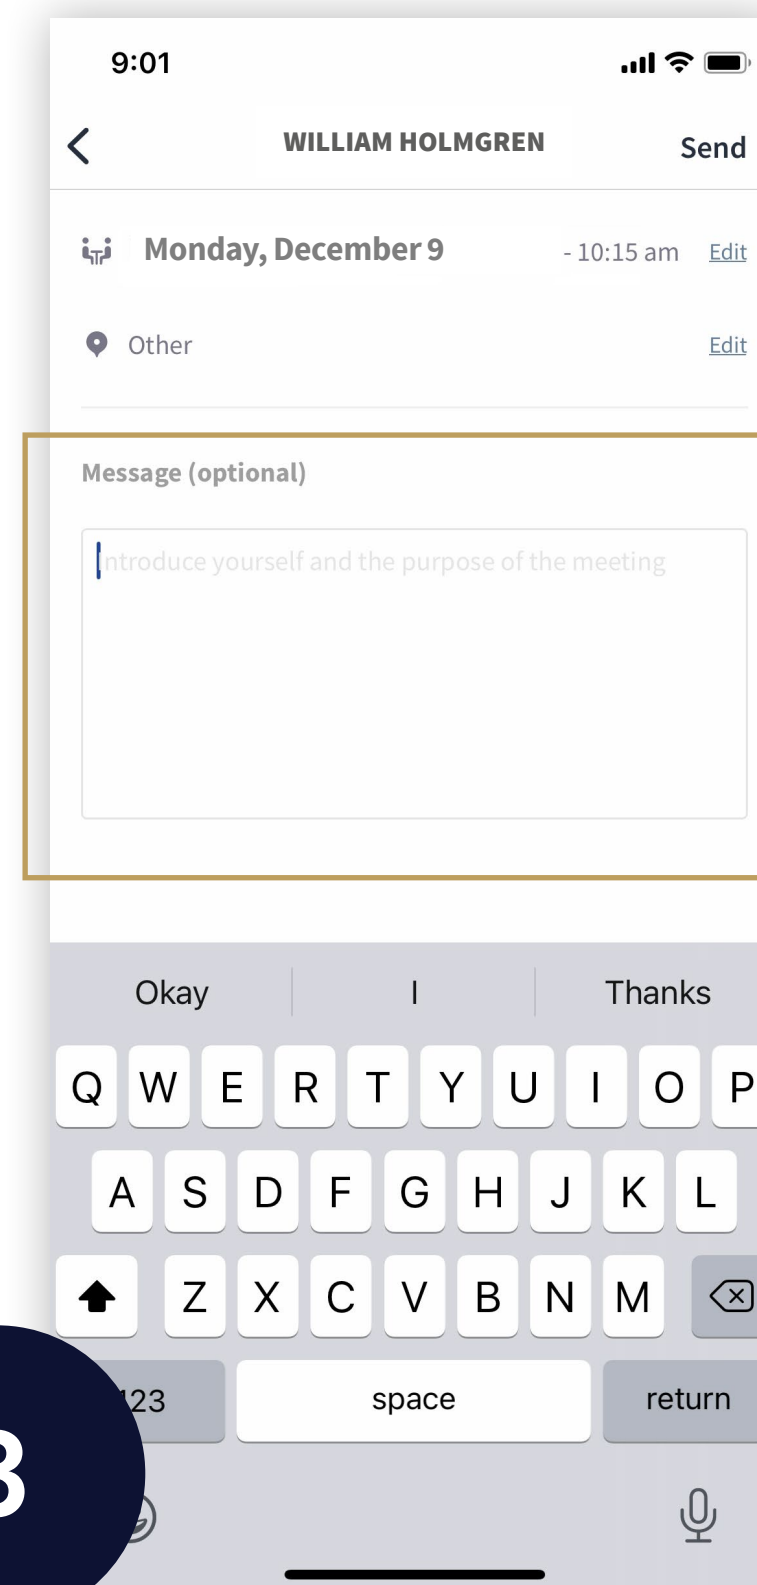 9:01
WILLIAM HOLMGREN
Send
Monday, December 9 - 10:15 am Edit
Other Edit
Message (optional)
Introduce yourself and the purpose of the meeting
Okay I Thanks
Q W E R T Y U I O P
A S D F G H J K L
Z X C V B N M
123 space return
3